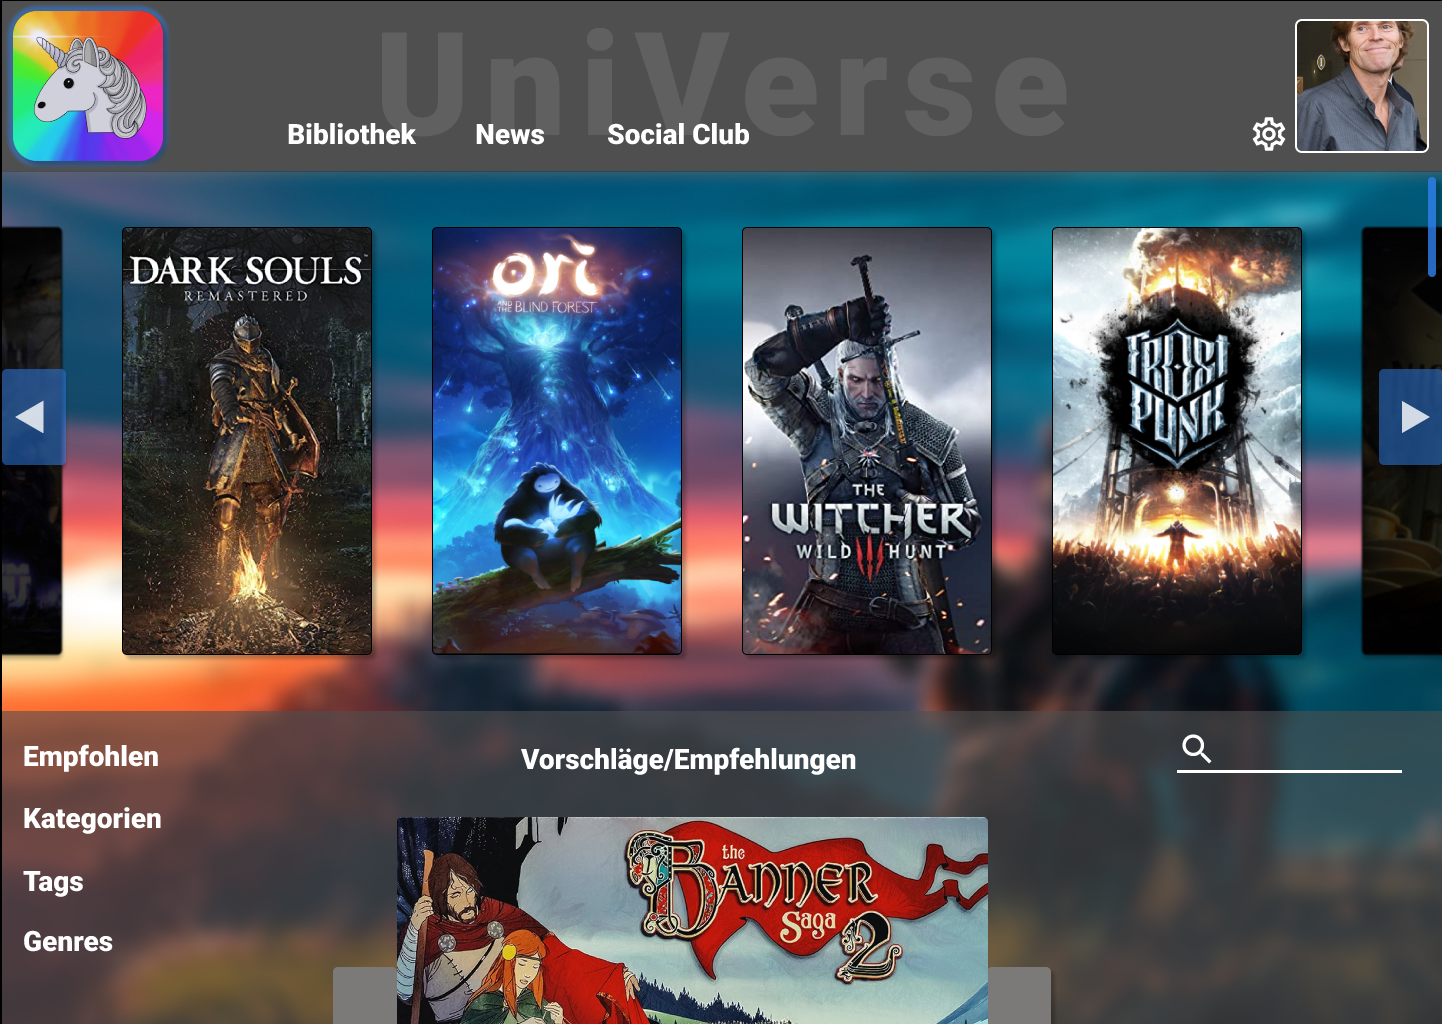 UniVerse
Bibliothek News Social Club
DARK SOULS
REMASTERED
ori
AND THE BLIND FOREST
THE
WITCHER
WILD HUNT
FROST
PUNK
Empfohlen
Vorschläge/Empfehlungen
Kategorien
Tags
Genres
the
BANNER
SAGA
2